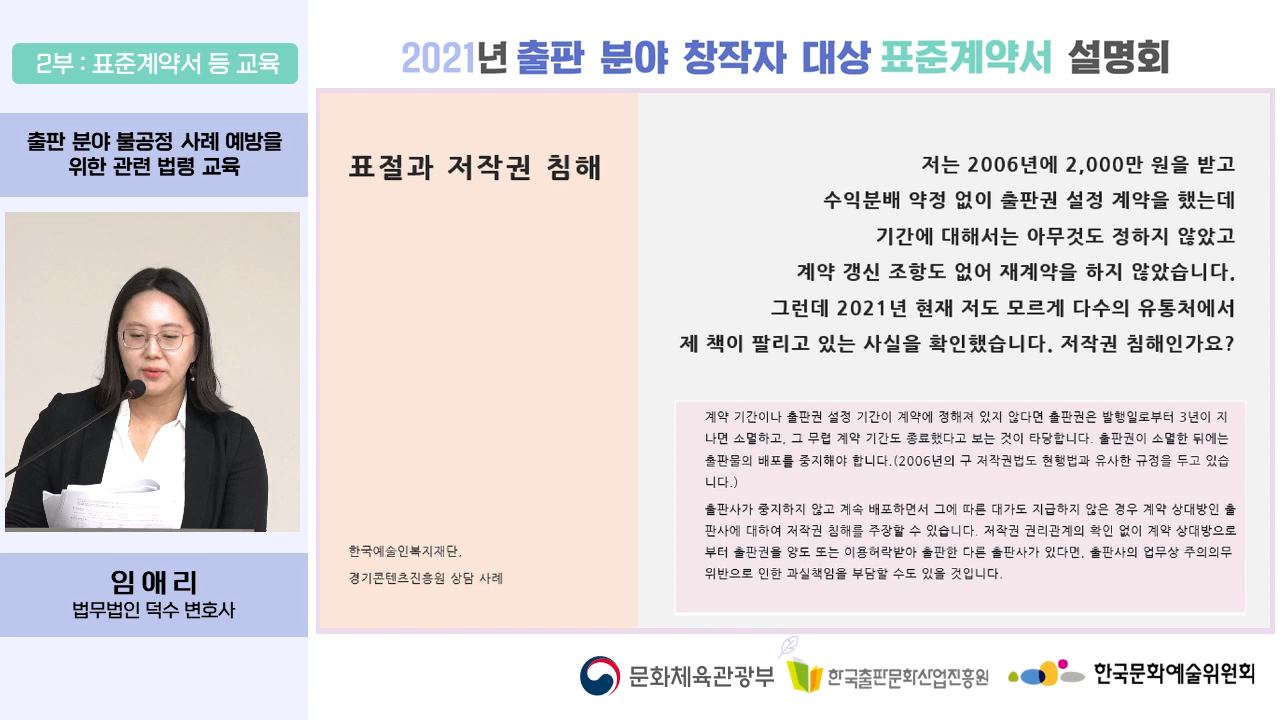 2부 : 표준계약서 등 교육
출판 분야 불공정 사례 예방을
위한 관련 법령 교육
임애리
법무법인 덕수 변호사
2021년 출판 분야 창작자 대상 표준계약서 설명회
표절과 저작권 침해
한국예술인복지재단,
경기콘텐츠진흥원 상담 사례
저는 2006년에 2,000만 원을 받고
수익분배 약정 없이 출판권 설정 계약을 했는데
기간에 대해서는 아무것도 정하지 않았고
계약 갱신 조항도 없어 재계약을 하지 않았습니다.
그런데 2021년 현재 저도 모르게 다수의 유통처에서
제 책이 팔리고 있는 사실을 확인했습니다. 저작권 침해인가요?
계약 기간이나 출판권 설정 기간이 계약에 정해져 있지 않다면 출판권은 발행일로부터 3년이 지
나면 소멸하고, 그 무렵 계약 기간도 종료했다고 보는 것이 타당합니다. 출판권이 소멸한 뒤에는
출판물의 배포를 중지해야 합니다.(2006년의 구 저작권법도 현행법과 유사한 규정을 두고 있습
니다.)
출판사가 중지하지 않고 계속 배포하면서 그에 따른 대가도 지급하지 않은 경우 계약 상대방인 출
판사에 대하여 저작권 침해를 주장할 수 있습니다. 저작권 권리관계의 확인 없이 계약 상대방으로
부터 출판권을 양도 또는 이용허락받아 출판한 다른 출판사가 있다면, 출판사의 업무상 주의의무
위반으로 인한 과실책임을 부담할 수도 있을 것입니다.
문화체육관광부
한국출판문화산업진흥원
한국문화예술위원회